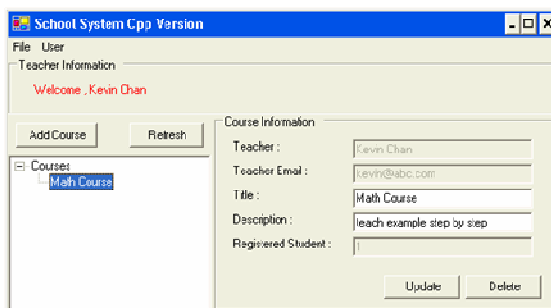 School System Cpp Version
File User
Teacher Information
Welcome , Kevin Chan
Add Course Refresh
Courses
Math Course
Course Information
Teacher : Kevin Chan
Teacher Email : kevin@abc.com
Title : Math Course
Description : teach example step by step
Registered Student : 1
Update Delete